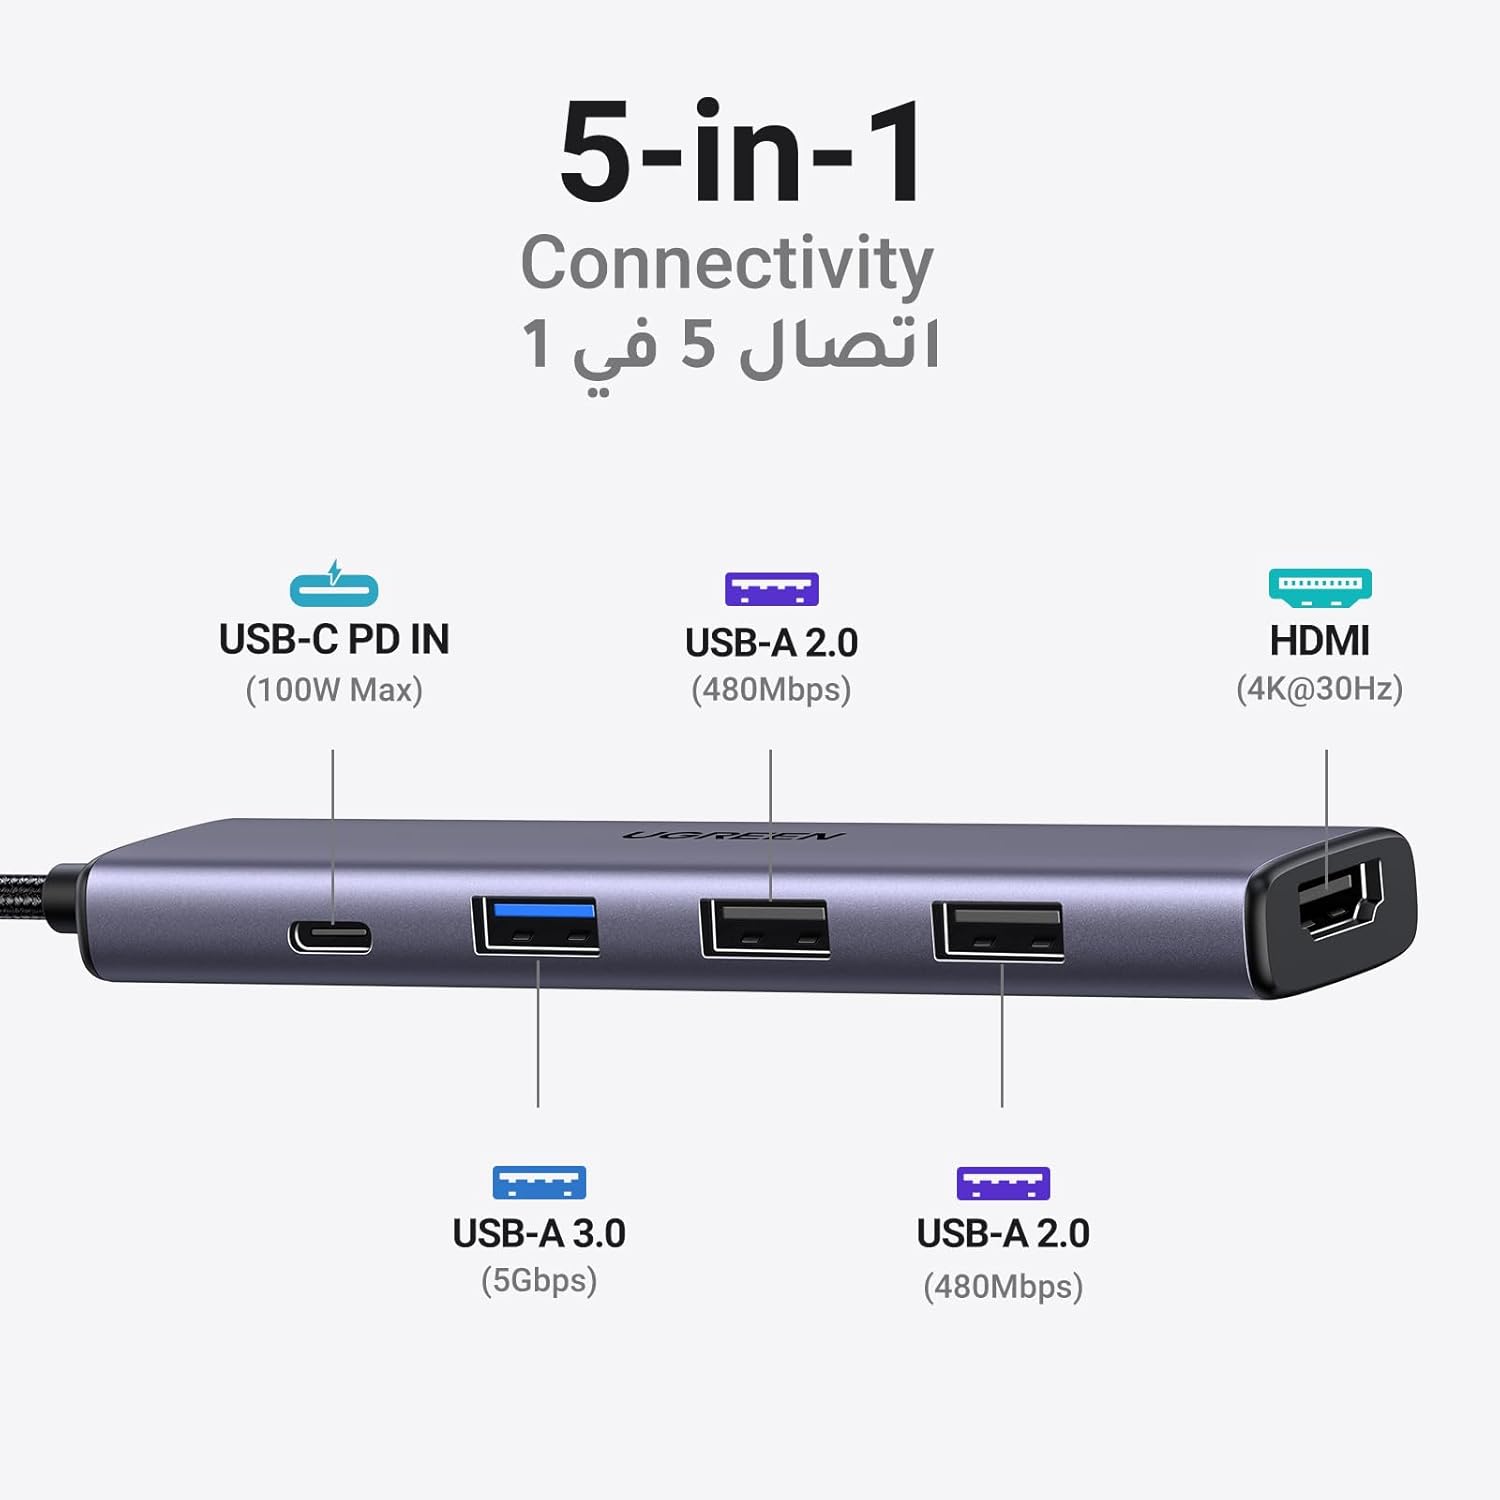 5-in-1
Connectivity
اتصال 5 في 1
USB-C PD IN
(100W Max)
USB-A 2.0
(480Mbps)
HDMI
(4K@30Hz)
UGREEN
USB-A 3.0
(5Gbps)
USB-A 2.0
(480Mbps)